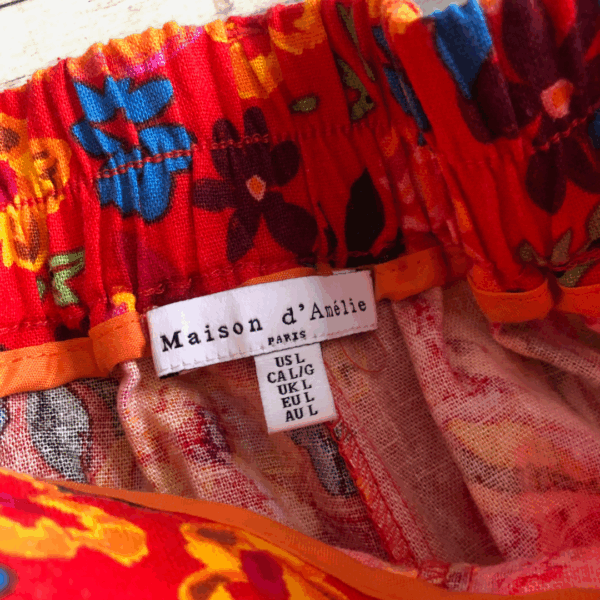 Maison d'Amélie
PARIS
US L
CA L/G
UK L
EU L
AU L